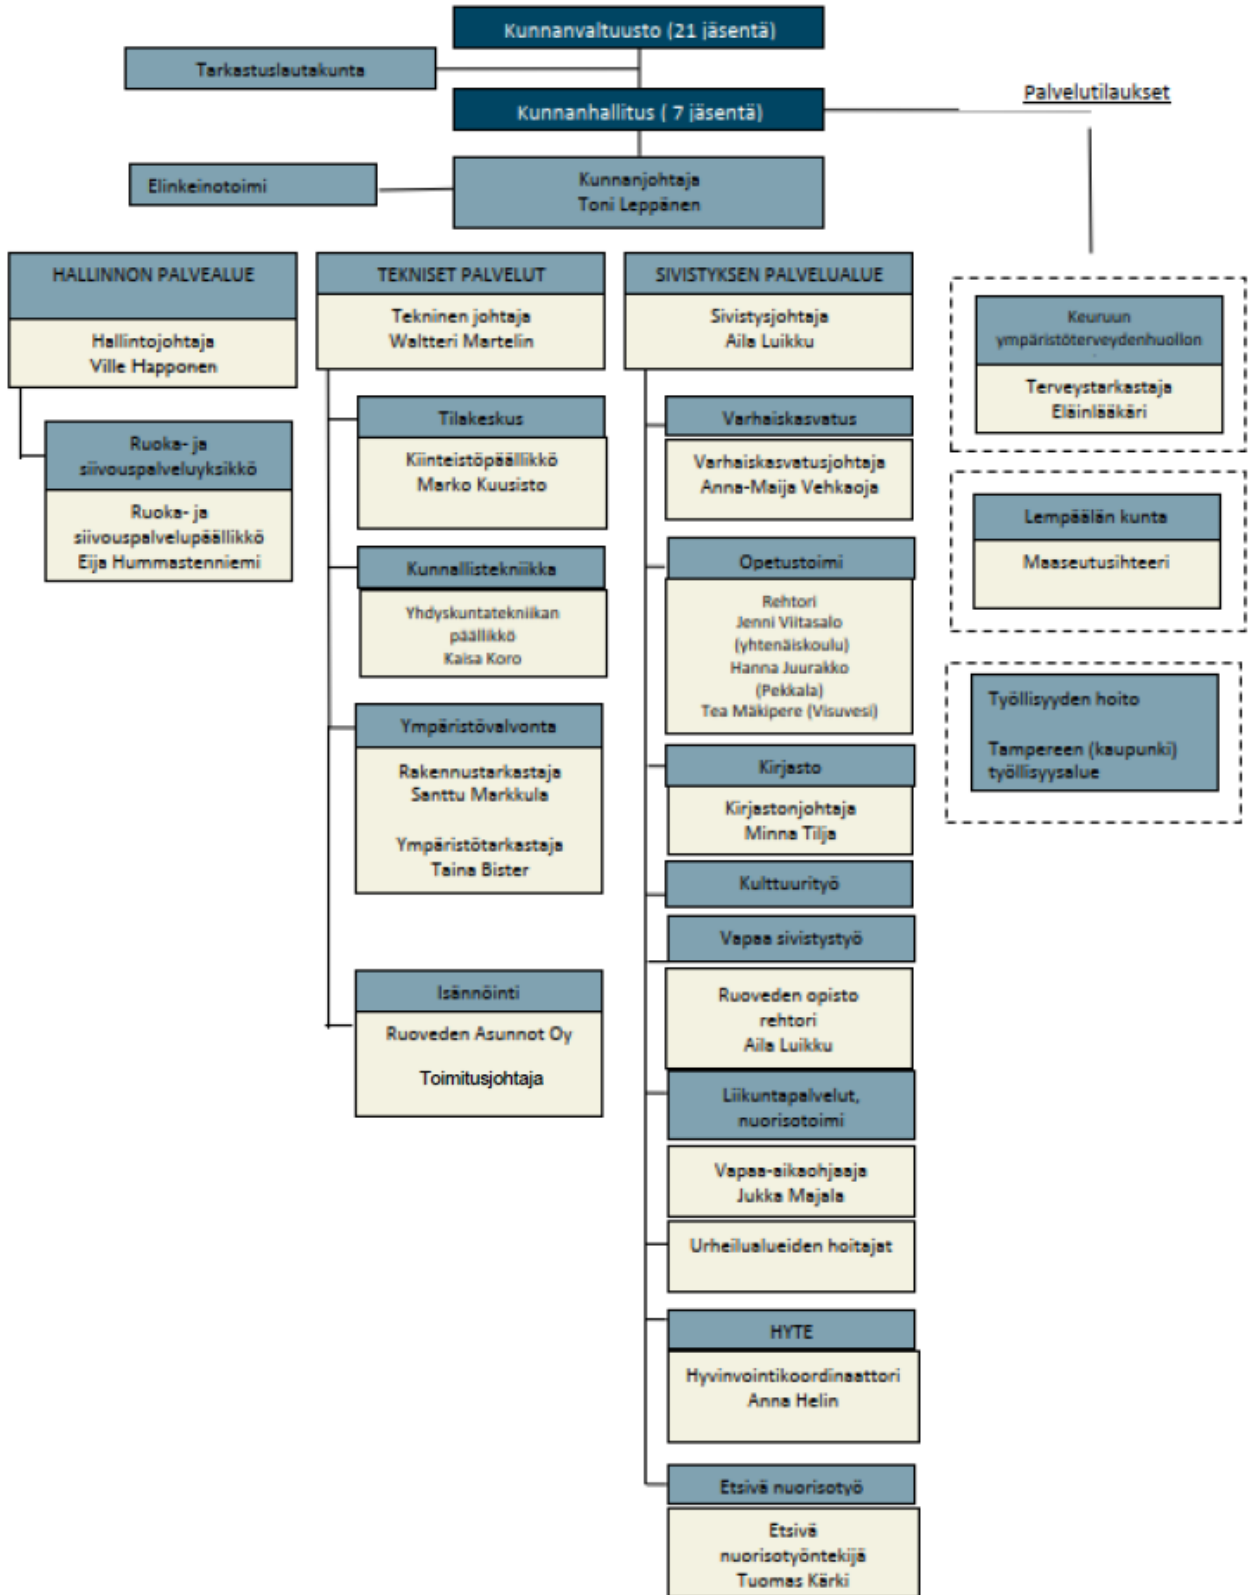 Kunnanvaltuusto (21 jäsentä)
Tarkastuslautakunta
Palvelutilaukset
Kunnanhallitus ( 7 jäsentä)
Elinkeinotoimi
Kunnanjohtaja
Toni Leppänen
HALLINNON PALVEALUE
Hallintojohtaja
Ville Happonen
Ruoka- ja
siivouspalveluyksikkö
Ruoka- ja
siivouspalvelupäällikkö
Eija Hummastenniemi
TEKNISET PALVELUT
Tekninen johtaja
Waltteri Martelin
Tilakeskus
Kiinteistöpäällikkö
Marko Kuusisto
Kunnallistekniikka
Yhdyskuntatekniikan
päällikkö
Kaisa Koro
Ympäristövalvonta
Rakennustarkastaja
Santtu Markkula
Ympäristötarkastaja
Taina Bister
Isännöinti
Ruoveden Asunnot Oy
Toimitusjohtaja
SIVISTYKSEN PALVELUALUE
Sivistysjohtaja
Aila Luikku
Varhaiskasvatus
Varhaiskasvatusjohtaja
Anna-Maija Vehkaoja
Opetustoimi
Rehtori
Jenni Viitasalo
(yhtenäiskoulu)
Hanna Juurakko
(Pekkala)
Tea Mäkipere (Visuvesi)
Kirjasto
Kirjastonjohtaja
Minna Tilja
Kulttuurityö
Vapaa sivistystyö
Ruoveden opisto
rehtori
Aila Luikku
Liikuntapalvelut,
nuorisotoimi
Vapaa-aikaohjaaja
Jukka Majala
Urheilualueiden hoitajat
HYTE
Hyvinvointikoordinaattori
Anna Helin
Etsivä nuorisotyö
Etsivä
nuorisotyöntekijä
Tuomas Kärki
Keuruun
ympäristöterveydenhuollon
Terveystarkastaja
Eläinlääkäri
Lempäälän kunta
Maaseutusihteeri
Työllisyyden hoito
Tampereen (kaupunki)
työllisyysalue